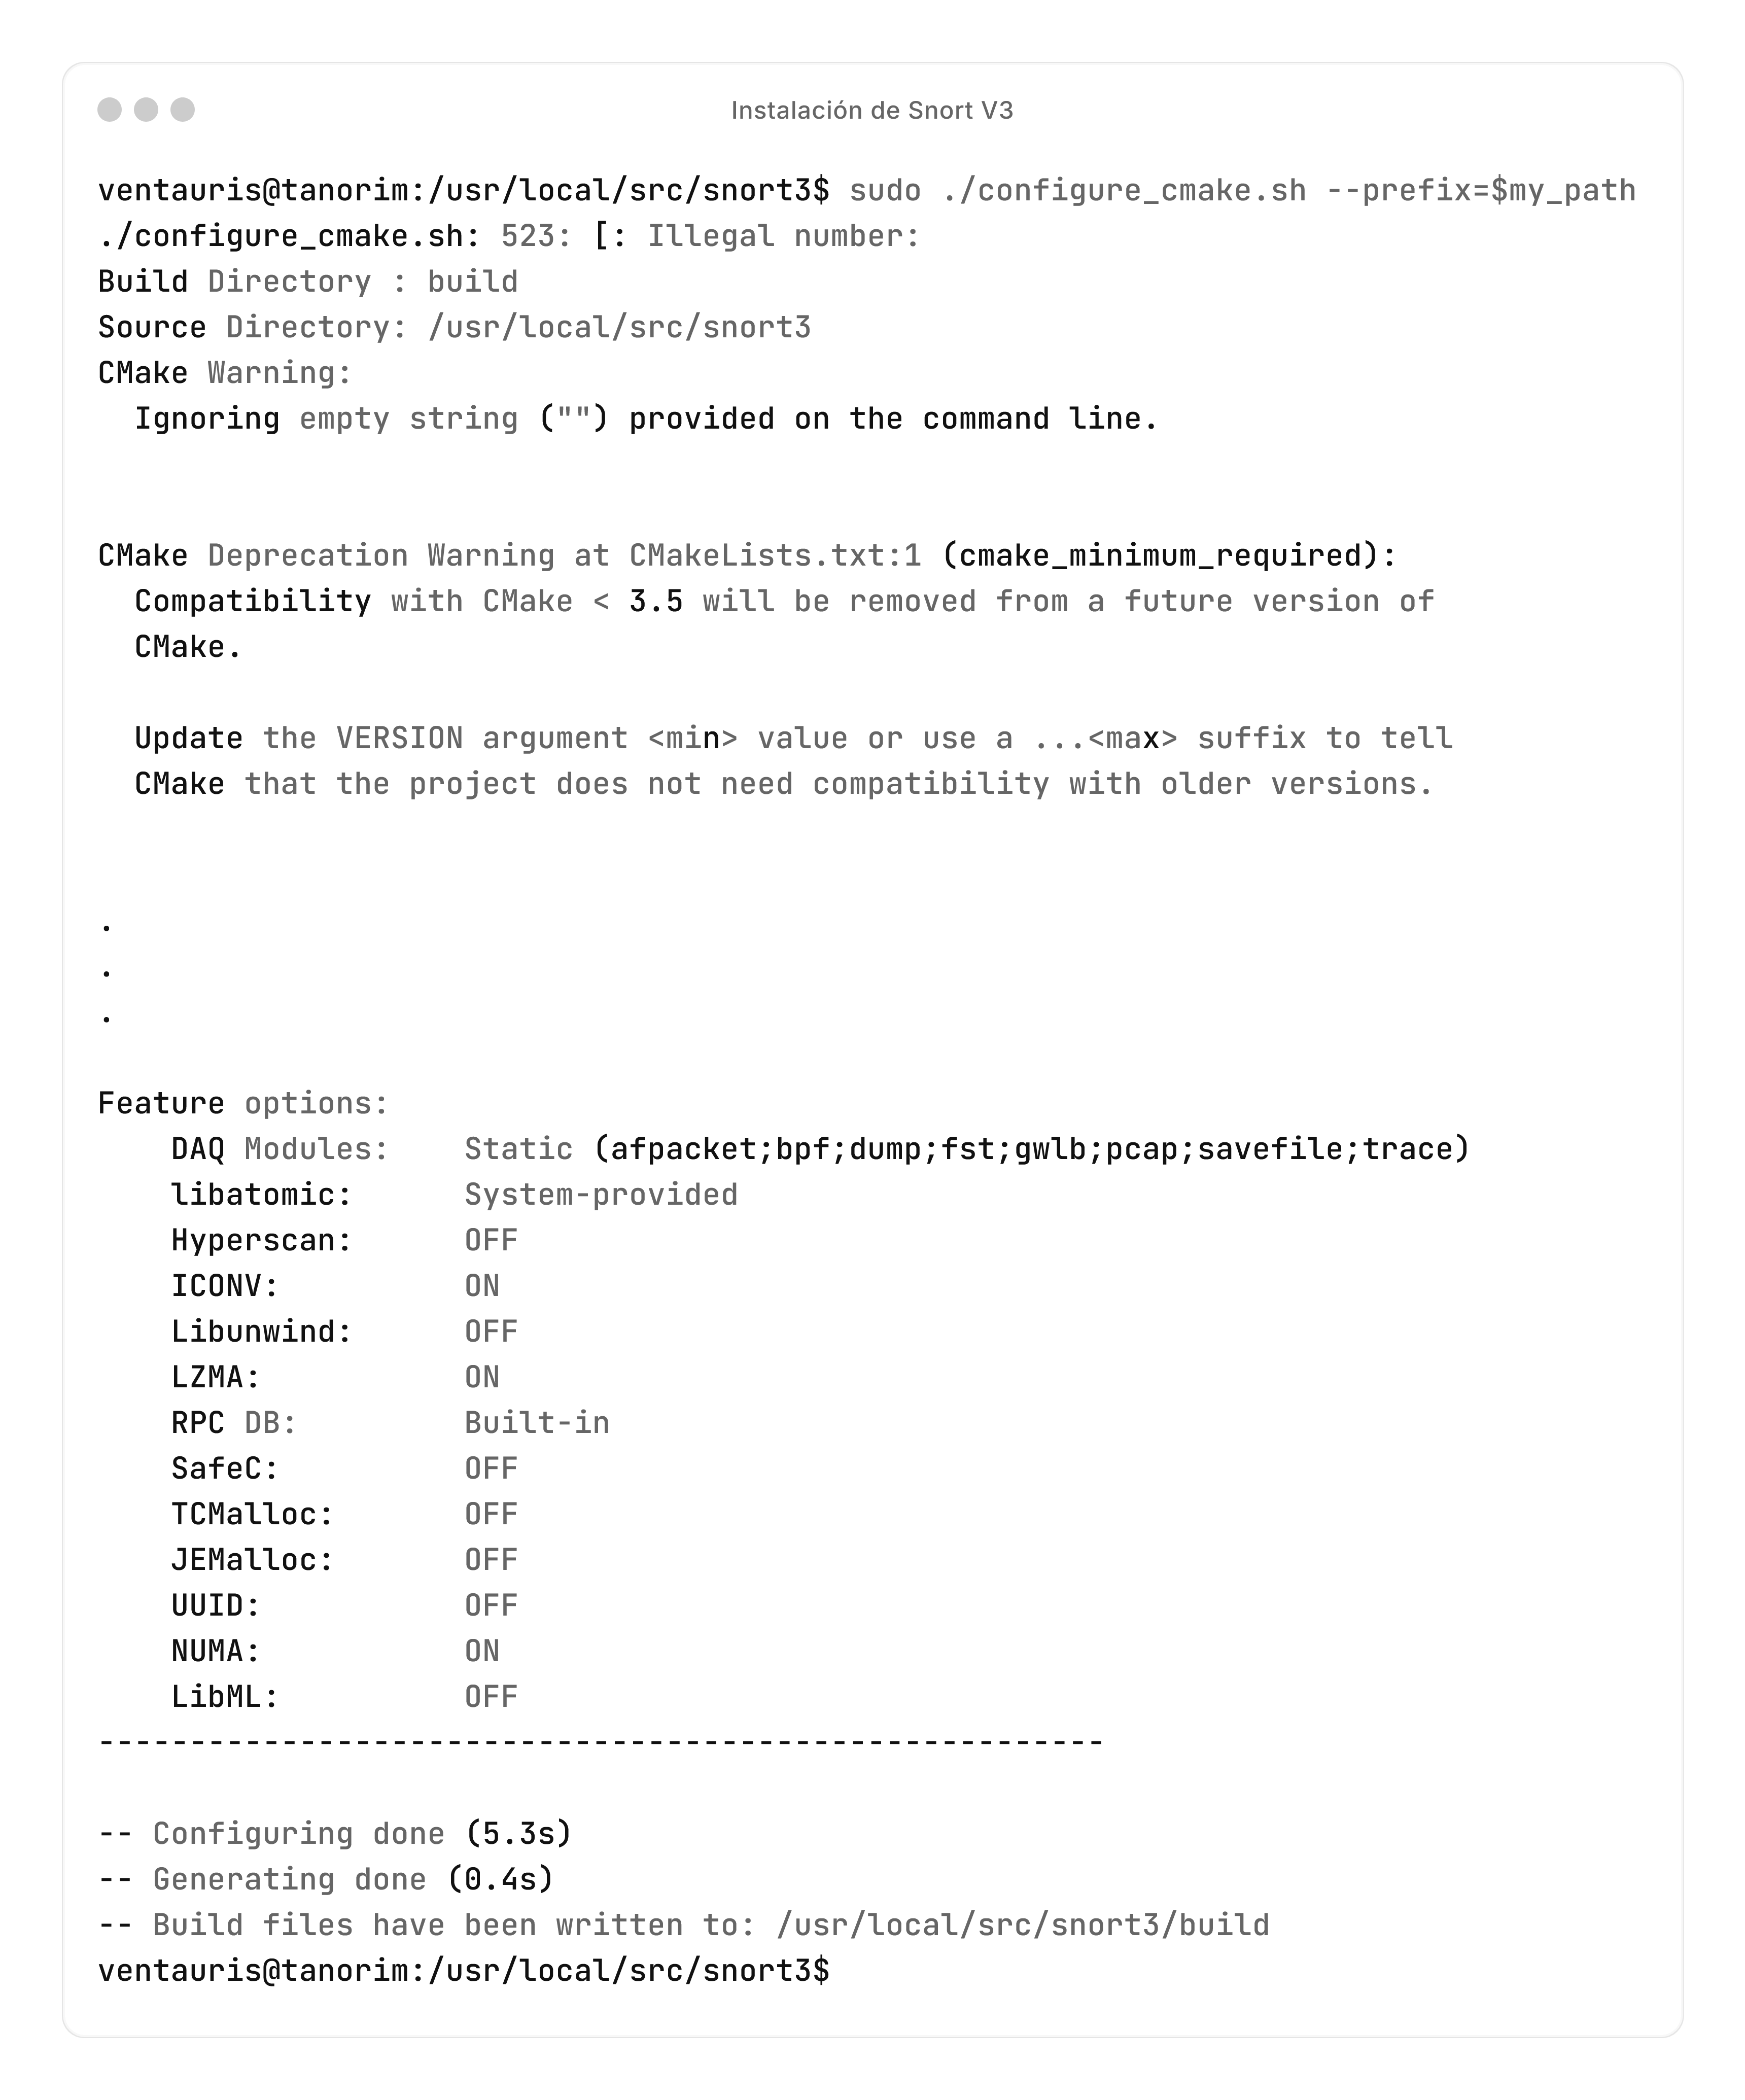 Instalación de Snort V3
ventauris@tanorim:/usr/local/src/snort3$ sudo ./configure_cmake.sh --prefix=$my_path
./configure_cmake.sh: 523: [: Illegal number:
Build Directory : build
Source Directory: /usr/local/src/snort3
CMake Warning:
  Ignoring empty string ("") provided on the command line.
CMake Deprecation Warning at CMakeLists.txt:1 (cmake_minimum_required):
  Compatibility with CMake < 3.5 will be removed from a future version of
  CMake.
  Update the VERSION argument <min> value or use a ...<max> suffix to tell
  CMake that the project does not need compatibility with older versions.
.
.
.
Feature options:
    DAQ Modules:    Static (afpacket;bpf;dump;fst;gwlb;pcap;savefile;trace)
    libatomic:      System-provided
    Hyperscan:      OFF
    ICONV:          ON
    Libunwind:      OFF
    LZMA:           ON
    RPC DB:         Built-in
    SafeC:          OFF
    TCMalloc:       OFF
    JEMalloc:       OFF
    UUID:           OFF
    NUMA:           ON
    LibML:          OFF
-------------------------------------------------------
-- Configuring done (5.3s)
-- Generating done (0.4s)
-- Build files have been written to: /usr/local/src/snort3/build
ventauris@tanorim:/usr/local/src/snort3$